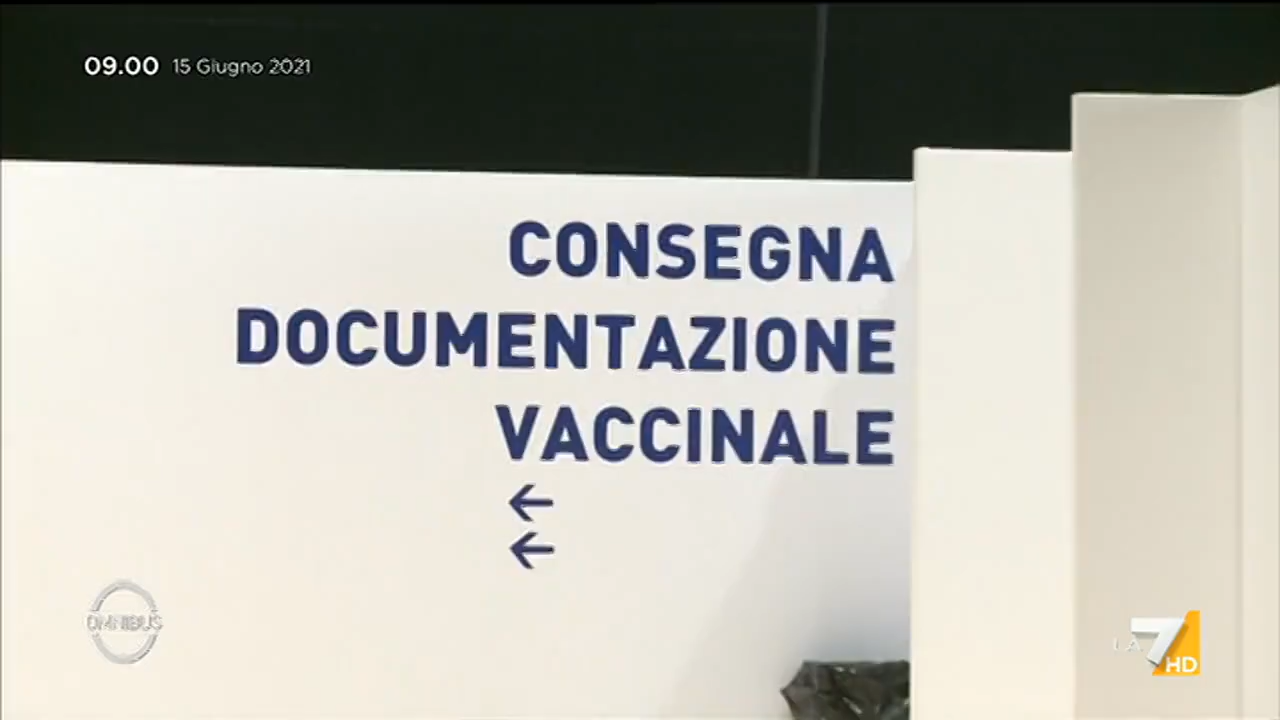 09.00 15 Giugno 2021
CONSEGNA
DOCUMENTAZIONE
VACCINALE
←
←
OMNIBUS
LA7 HD